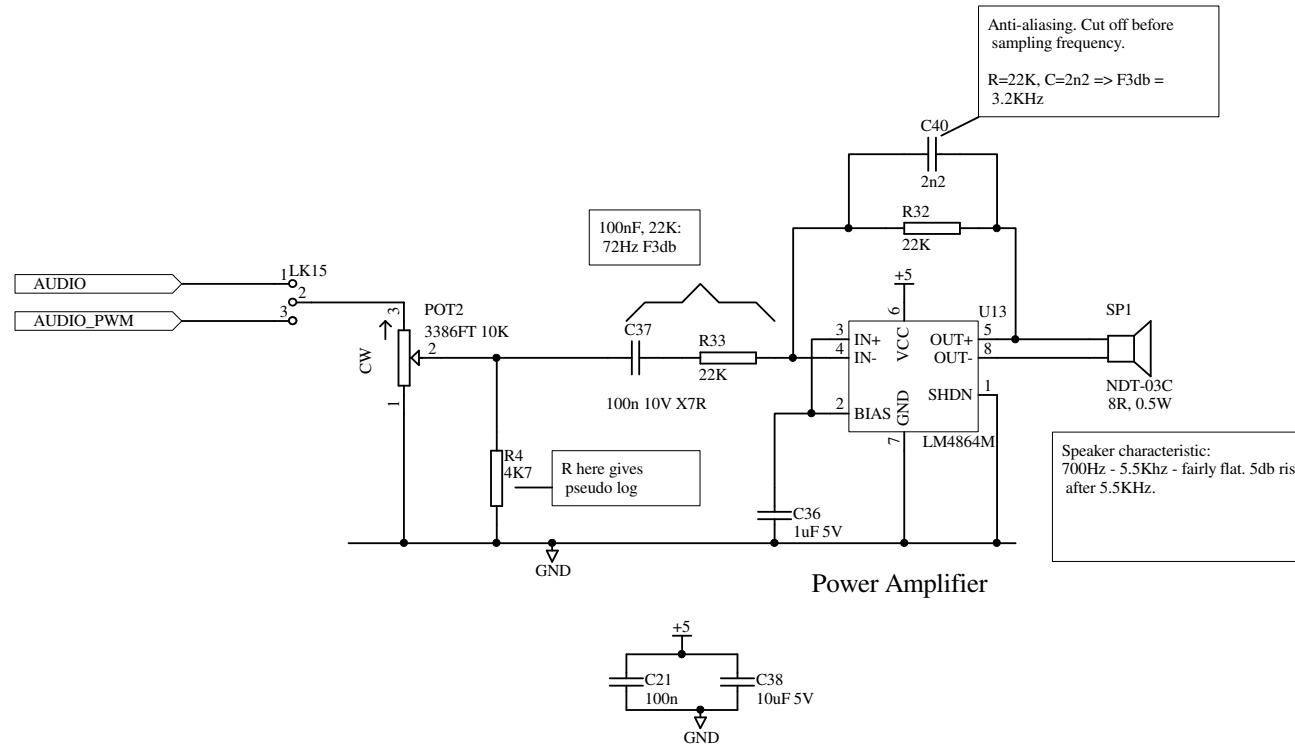 Anti-aliasing. Cut off before
sampling frequency.
R=22K, C=2n2 => F3db =
3.2KHz
C40
2n2
R32
22K
100nF, 22K:
72Hz F3db
+5
AUDIO
1
LK15
2
AUDIO_PWM
3
3
POT2
3386FT 10K
CW
2
1
C37
100n 10V X7R
R33
22K
6
U13
3
IN+
4
IN-
VCC
OUT+
5
OUT-
8
SHDN
1
2
BIAS
GND
7
LM4864M
SP1
NDT-03C
8R, 0.5W
R4
4K7
R here gives
pseudo log
Speaker characteristic:
700Hz - 5.5Khz - fairly flat. 5db ris
after 5.5KHz.
C36
1uF 5V
GND
Power Amplifier
+5
C21
100n
C38
10uF 5V
GND